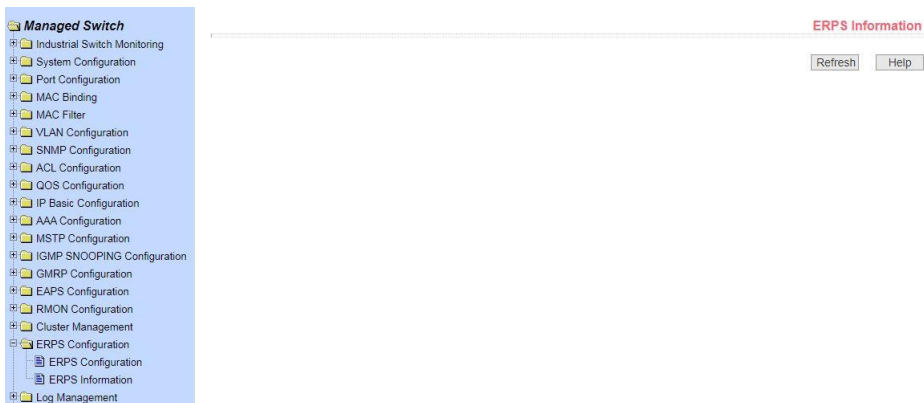 Managed Switch
Industrial Switch Monitoring
System Configuration
Port Configuration
MAC Binding
MAC Filter
VLAN Configuration
SNMP Configuration
ACL Configuration
QOS Configuration
IP Basic Configuration
AAA Configuration
MSTP Configuration
IGMP SNOOPING Configuration
GMRP Configuration
EAPS Configuration
RMON Configuration
Cluster Management
ERPS Configuration
ERPS Configuration
ERPS Information
Log Management
ERPS Information
Refresh Help